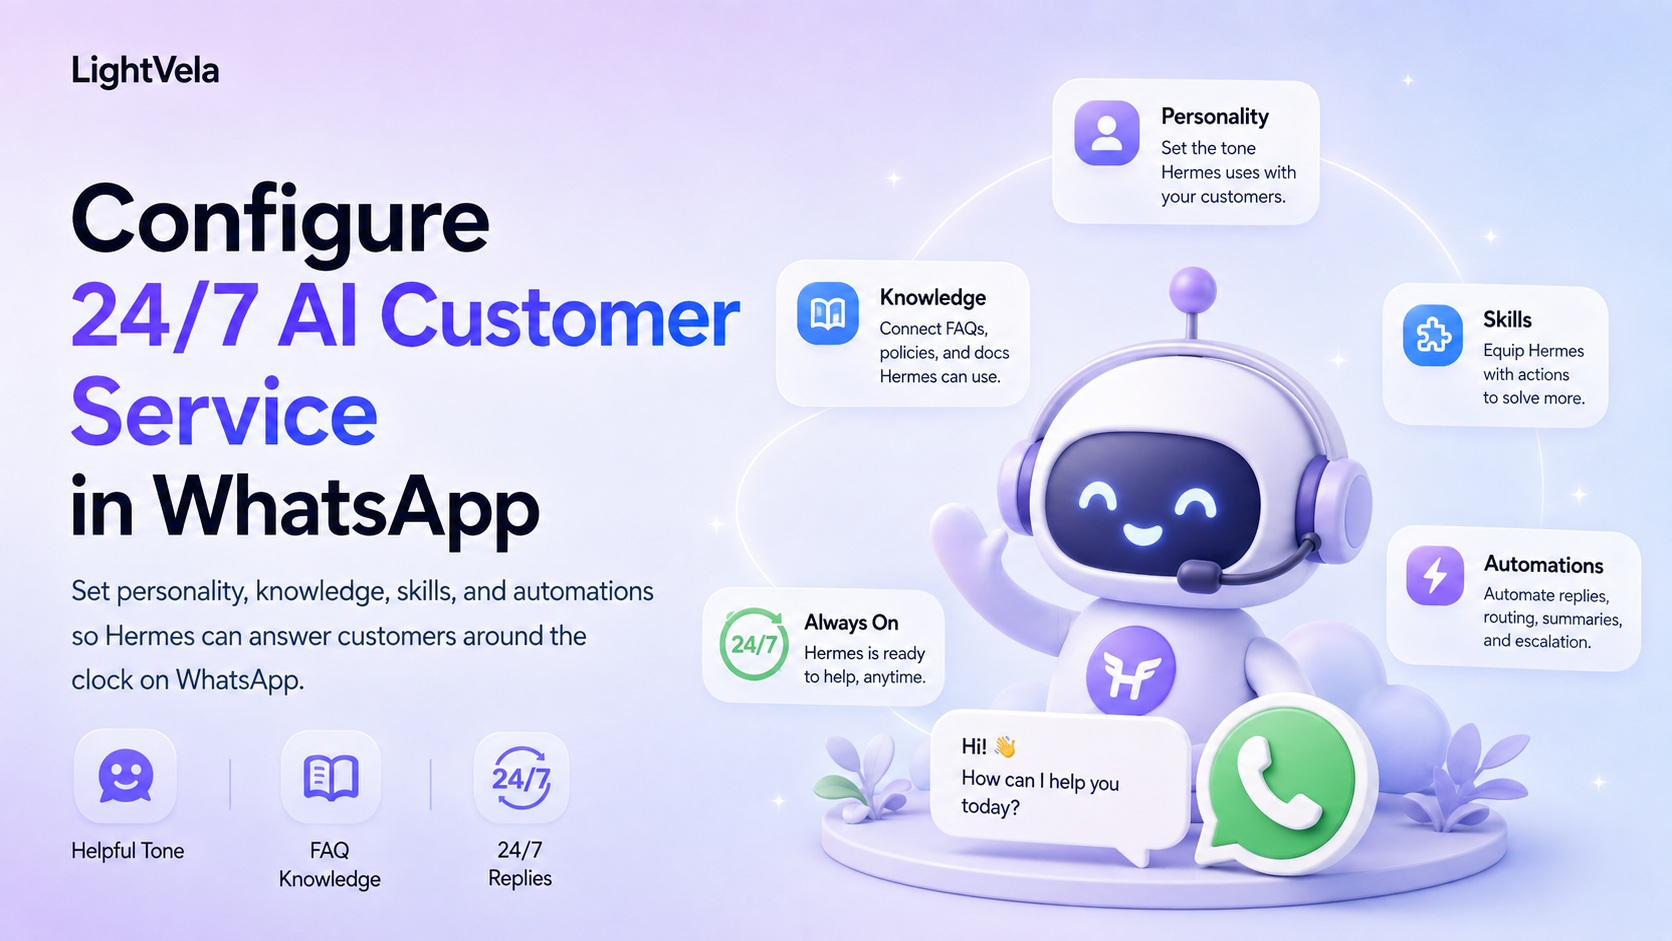 LightVela
Configure
24/7 AI Customer
Service
in WhatsApp
Set personality, knowledge, skills, and automations
so Hermes can answer customers around the
clock on WhatsApp.
Helpful Tone
FAQ
Knowledge
24/7
24/7
Replies
Personality
Set the tone
Hermes uses with
your customers.
Knowledge
Connect FAQs,
policies, and docs
Hermes can use.
Skills
Equip Hermes
with actions
to solve more.
Automations
Automate replies,
routing, summaries,
and escalation.
24/7
Always On
Hermes is ready
to help, anytime.
H
Hi! 👋
How can I help you
today?